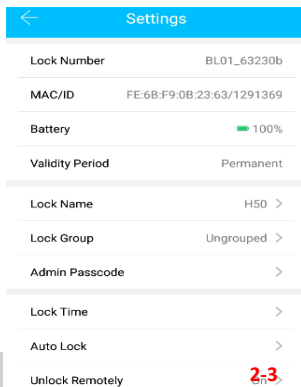 Settings
Lock Number BL01_63230b
MAC/ID FE:6B:F9:0B:23:63/1291369
Battery 100%
Validity Period Permanent
Lock Name H50 >
Lock Group Ungrouped >
Admin Passcode >
Lock Time >
Auto Lock >
Unlock Remotely On >
2-3